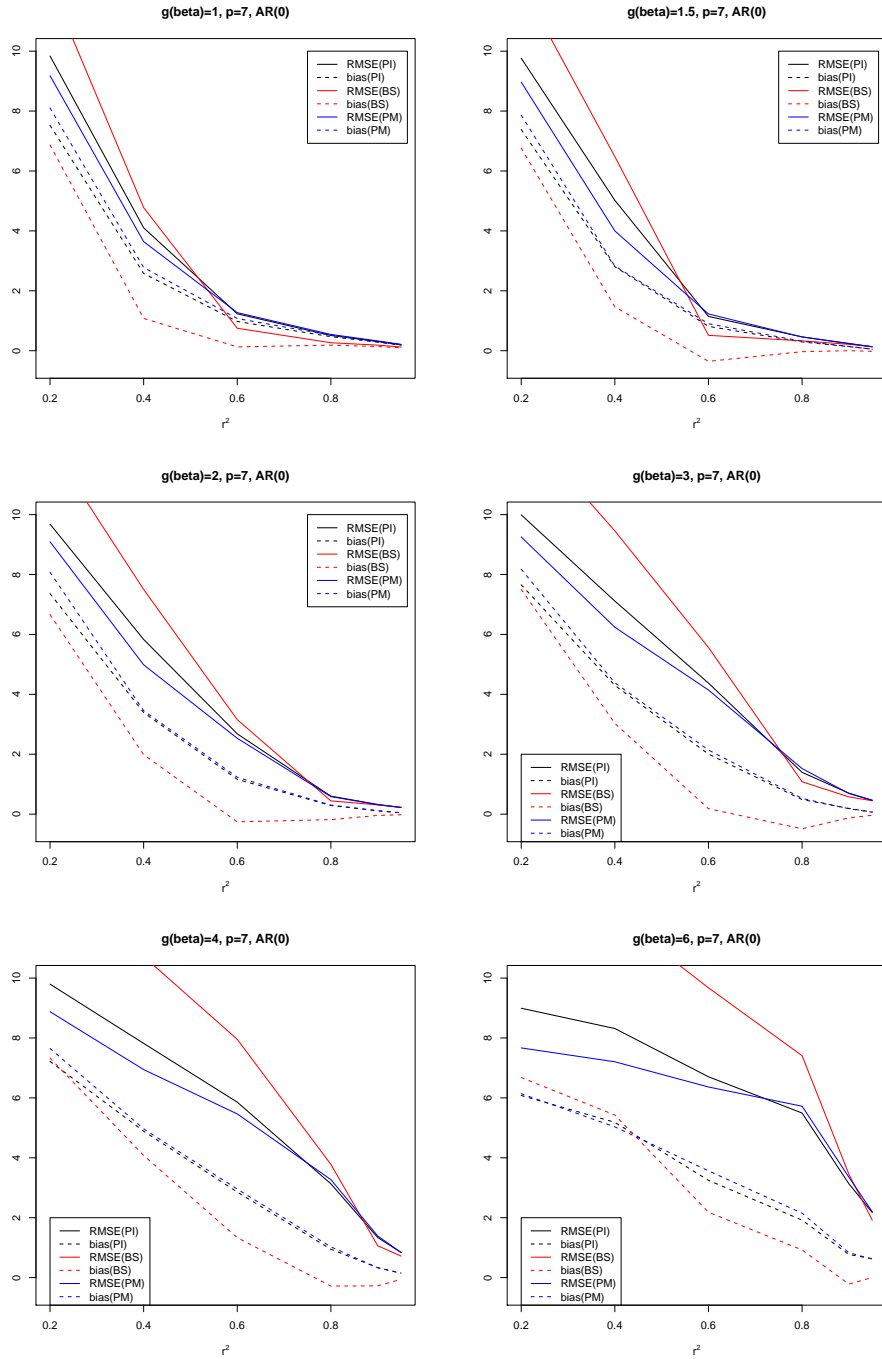 g(beta)=1, p=7, AR(0)
10
8
6
4
2
0
RMSE(PI)
bias(PI)
RMSE(BS)
bias(BS)
RMSE(PM)
bias(PM)
0.2 0.4 0.6 0.8
r²
g(beta)=1.5, p=7, AR(0)
10
8
6
4
2
0
RMSE(PI)
bias(PI)
RMSE(BS)
bias(BS)
RMSE(PM)
bias(PM)
0.2 0.4 0.6 0.8
r²
g(beta)=2, p=7, AR(0)
10
8
6
4
2
0
RMSE(PI)
bias(PI)
RMSE(BS)
bias(BS)
RMSE(PM)
bias(PM)
0.2 0.4 0.6 0.8
r²
g(beta)=3, p=7, AR(0)
10
8
6
4
2
0
RMSE(PI)
bias(PI)
RMSE(BS)
bias(BS)
RMSE(PM)
bias(PM)
0.2 0.4 0.6 0.8
r²
g(beta)=4, p=7, AR(0)
10
8
6
4
2
0
RMSE(PI)
bias(PI)
RMSE(BS)
bias(BS)
RMSE(PM)
bias(PM)
0.2 0.4 0.6 0.8
r²
g(beta)=6, p=7, AR(0)
10
8
6
4
2
0
RMSE(PI)
bias(PI)
RMSE(BS)
bias(BS)
RMSE(PM)
bias(PM)
0.2 0.4 0.6 0.8
r²